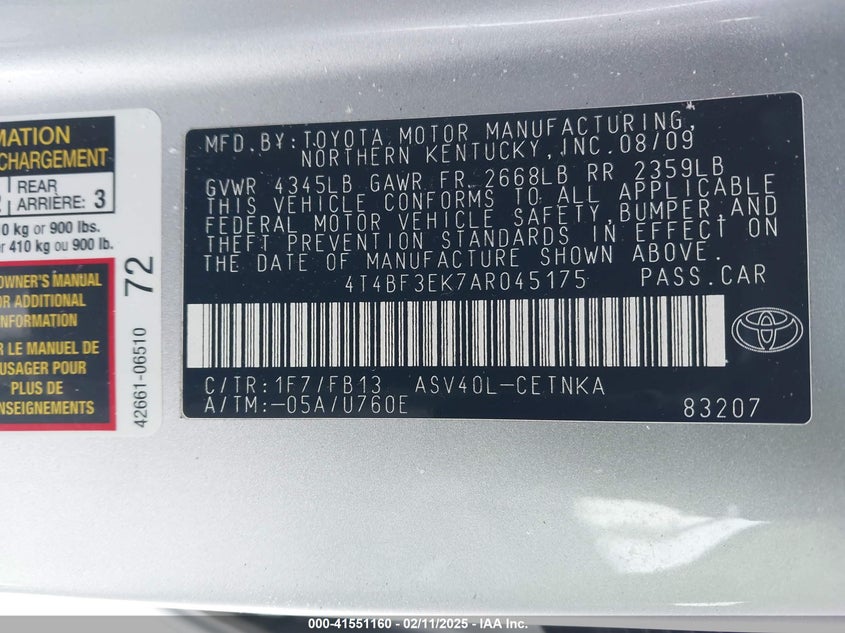 MATION
CHARGEMENT
REAR
ARRIÈRE: 3
0 kg or 900 lbs.
r 410 kg ou 900 lb.
OWNER'S MANUAL
OR ADDITIONAL
NFORMATION
R LE MANUEL DE
USAGER POUR
PLUS DE
NSEIGNEMENTS
42661-06510 72
MFD. BY: TOYOTA MOTOR MANUFACTURING,
NORTHERN KENTUCKY, INC. 08/09
GVWR 4345LB GAWR FR 2668LB RR 2359LB
THIS VEHICLE CONFORMS TO ALL APPLICABLE
FEDERAL MOTOR VEHICLE SAFETY, BUMPER, AND
THEFT PREVENTION STANDARDS IN EFFECT ON
THE DATE OF MANUFACTURE SHOWN ABOVE.
4T4BF3EK7AR045175 PASS.CAR
C/TR: 1F7/FB13 ASV40L-CETNKA
A/TM: -05A/U760E 83207
000-41551160 - 02/11/2025 - IAA Inc.